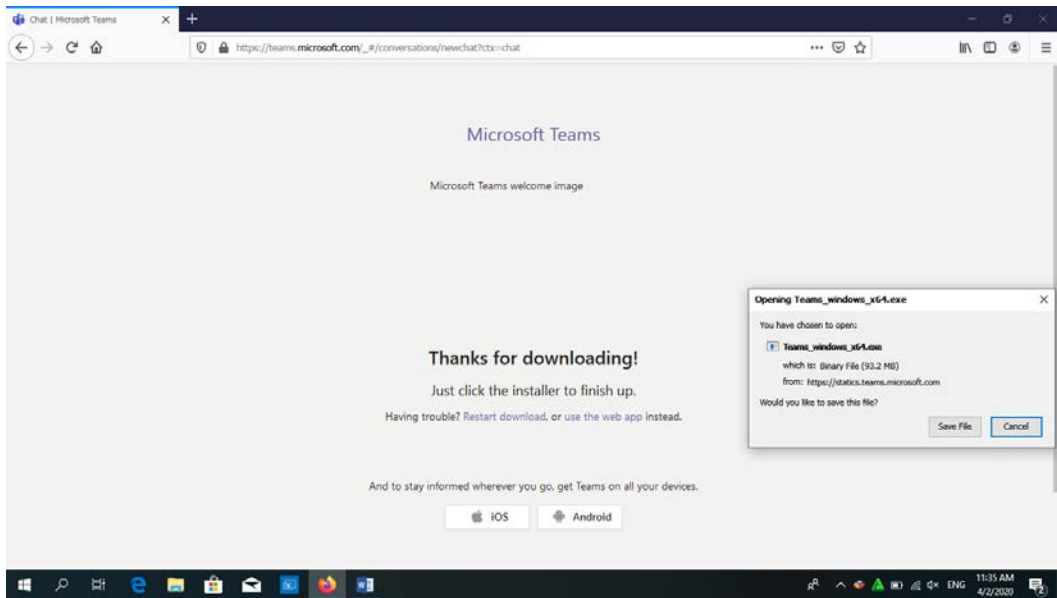 Chat | Microsoft Teams
https://teams.microsoft.com/_#/conversations/newchat?ctx=chat
Microsoft Teams
Microsoft Teams welcome image
Opening Teams_windows_x64.exe
You have chosen to open:
Teams_windows_x64.exe
which is: Binary File (93.2 MB)
from: https://statics.teams.microsoft.com
Would you like to save this file?
Save File Cancel
Thanks for downloading!
Just click the installer to finish up.
Having trouble? Restart download, or use the web app instead.
And to stay informed wherever you go, get Teams on all your devices.
iOS Android
ENG 11:35 AM
4/2/2020